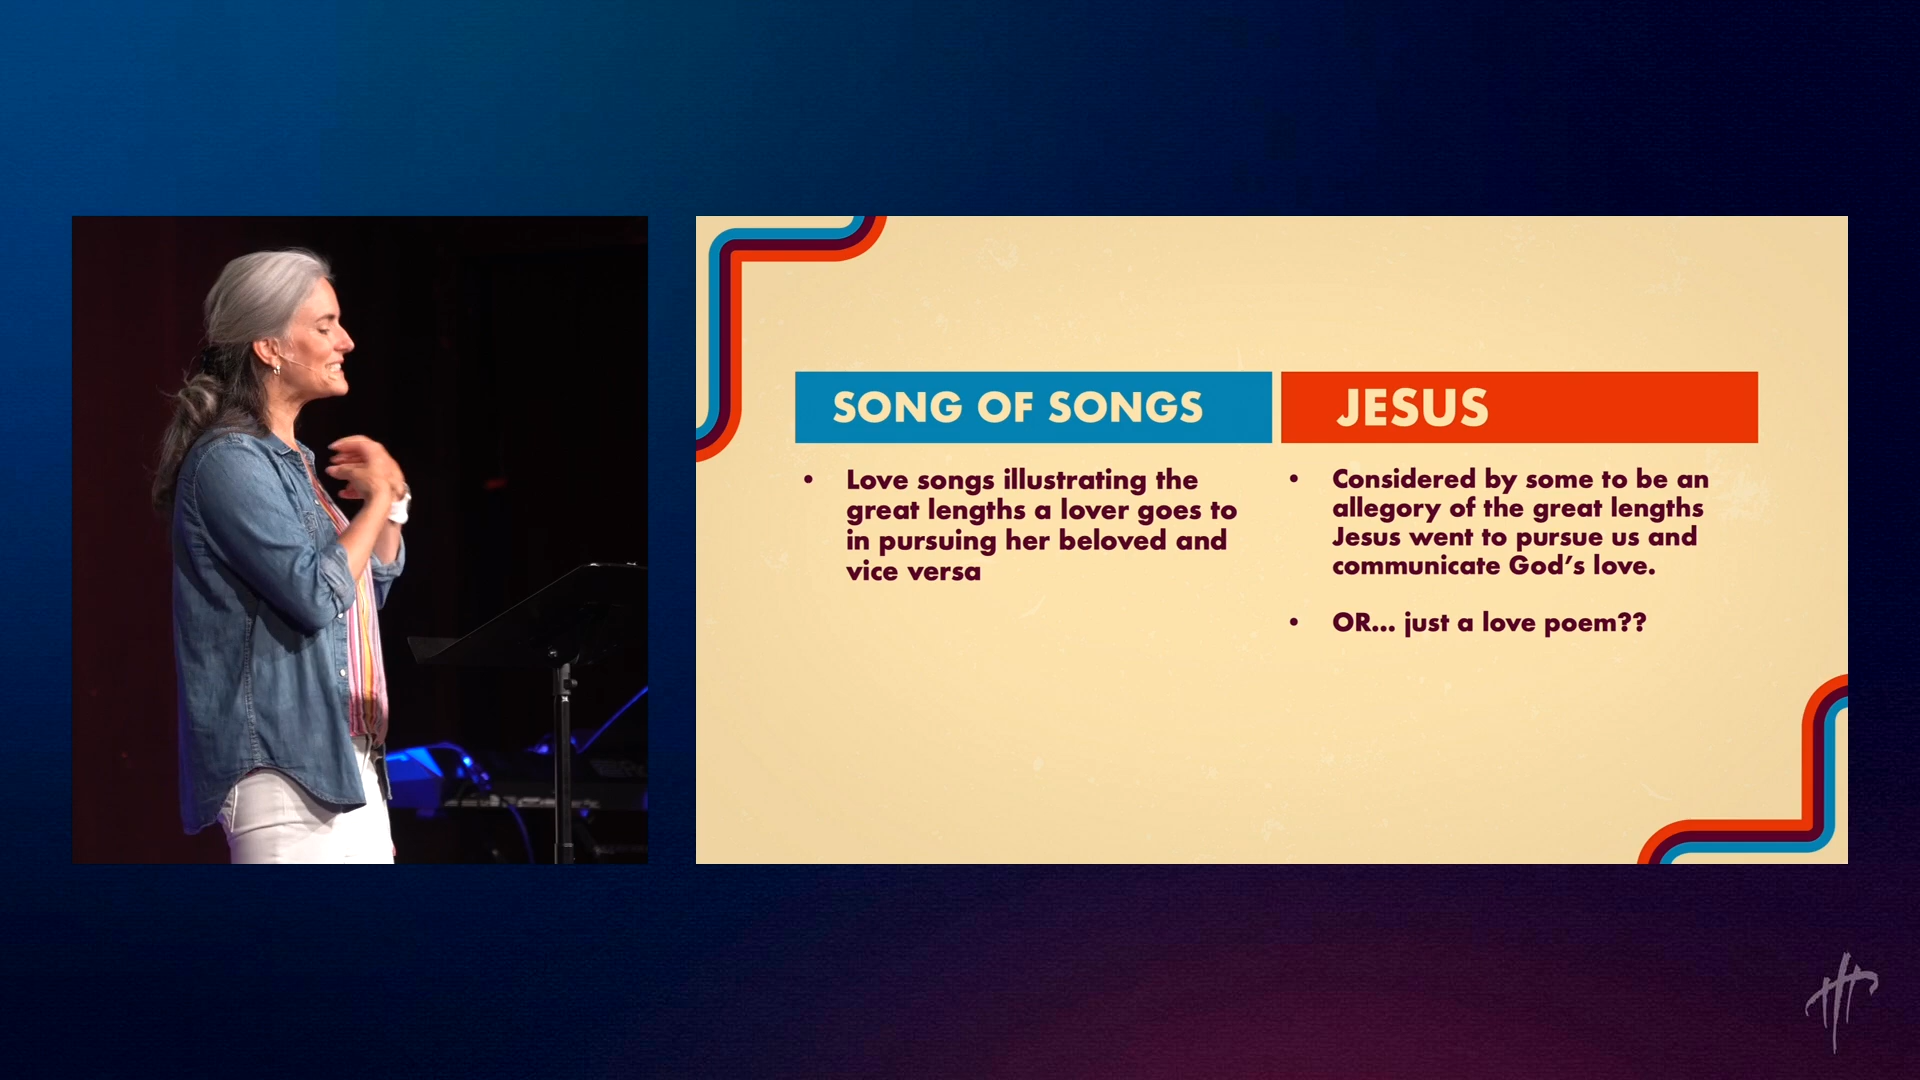 SONG OF SONGS
• Love songs illustrating the
great lengths a lover goes to
in pursuing her beloved and
vice versa
JESUS
• Considered by some to be an
allegory of the great lengths
Jesus went to pursue us and
communicate God’s love.
• OR... just a love poem??